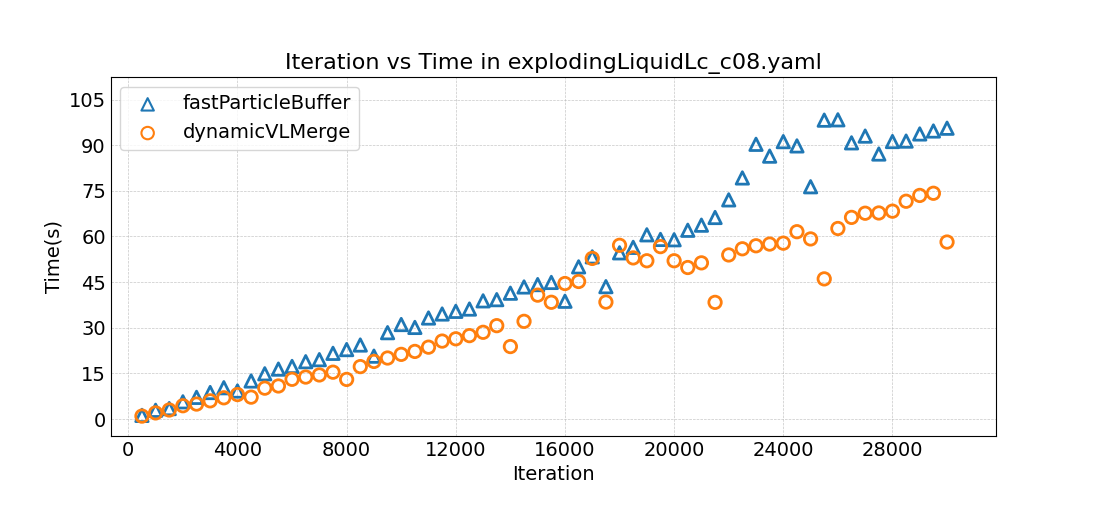 Iteration vs Time in explodingLiquidLc_c08.yaml
fastParticleBuffer
dynamicVLMerge
Time(s)
105
90
75
60
45
30
15
0
0 4000 8000 12000 16000 20000 24000 28000
Iteration